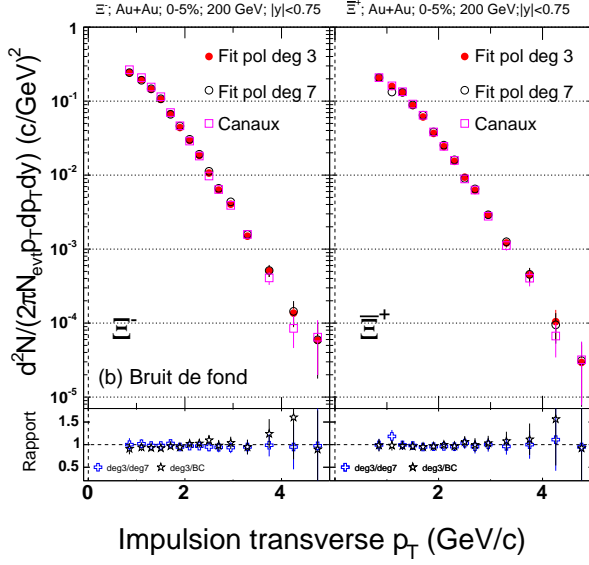 Ξ⁻; Au+Au; 0-5%; 200 GeV; |y|<0.75
Ξ̅⁺; Au+Au; 0-5%; 200 GeV;|y|<0.75
d²N/(2πN_evt p_T dp_T dy) (c/GeV)²
1
10⁻¹
10⁻²
10⁻³
10⁻⁴
10⁻⁵
Fit pol deg 3
Fit pol deg 7
Canaux
Ξ⁻
(b) Bruit de fond
Fit pol deg 3
Fit pol deg 7
Canaux
Ξ̅⁺
Rapport
1.5
1
0.5
deg3/deg7 deg3/BC
deg3/deg7 deg3/BC
0 2 4 0 2 4
Impulsion transverse p_T (GeV/c)